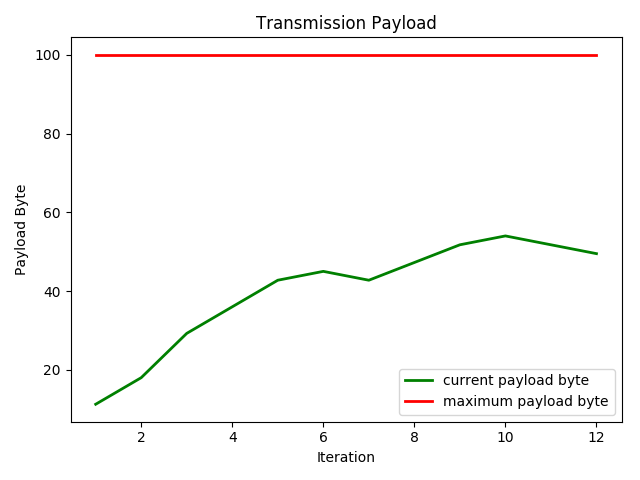 Transmission Payload
100
80
60
40
20
Payload Byte
current payload byte
maximum payload byte
2 4 6 8 10 12
Iteration